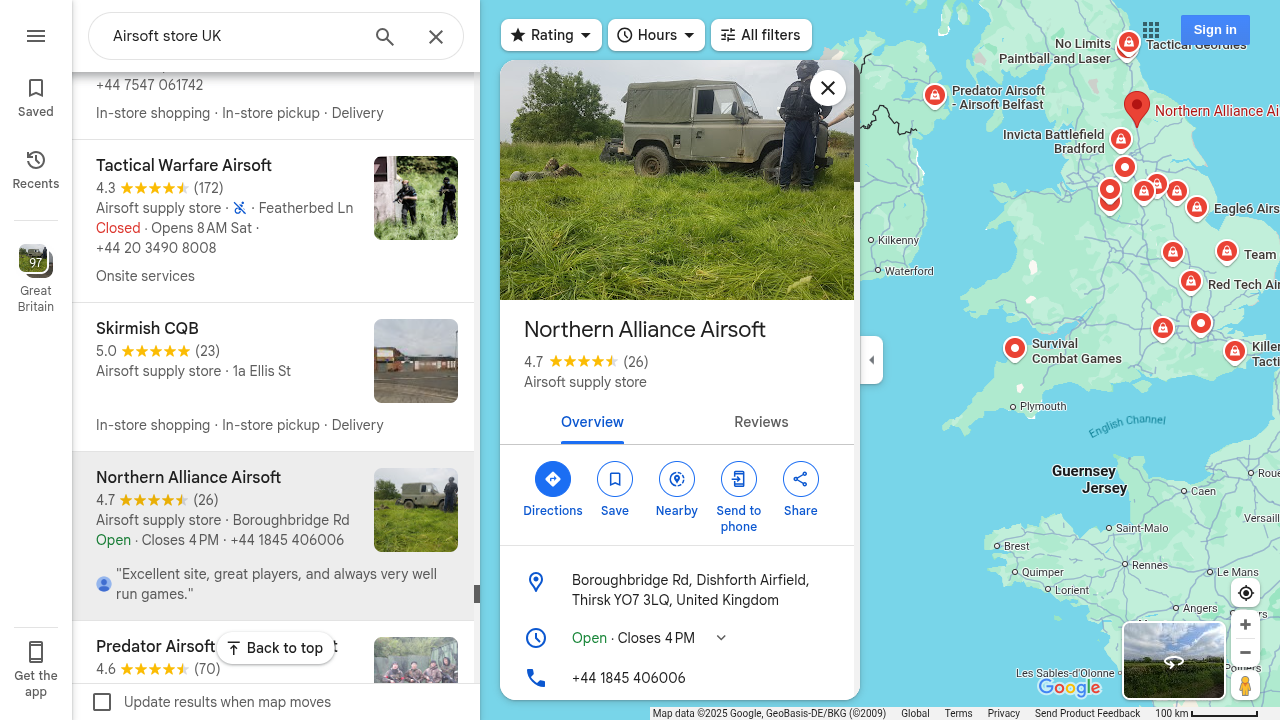 Airsoft store UK
Saved
Recents
97
Great
Britain
Get the
app
+44 7547 061742
In-store shopping · In-store pickup · Delivery
Tactical Warfare Airsoft
4.3 (172)
Airsoft supply store · · Featherbed Ln
Closed · Opens 8 AM Sat ·
+44 20 3490 8008
Onsite services
Skirmish CQB
5.0 (23)
Airsoft supply store · 1a Ellis St
In-store shopping · In-store pickup · Delivery
Northern Alliance Airsoft
4.7 (26)
Airsoft supply store · Boroughbridge Rd
Open · Closes 4 PM · +44 1845 406006
"Excellent site, great players, and always very well
run games."
Predator Airsoft
4.6 (70)
Back to top
Update results when map moves
Rating
Hours
All filters
Sign in
Northern Alliance Airsoft
4.7 (26)
Airsoft supply store
Overview
Reviews
Directions
Save
Nearby
Send to
phone
Share
Boroughbridge Rd, Dishforth Airfield,
Thirsk YO7 3LQ, United Kingdom
Open · Closes 4 PM
+44 1845 406006
No Limits
Paintball and Laser
Tactical Geordies
Predator Airsoft
- Airsoft Belfast
Northern Alliance Ai
Invicta Battlefield
Bradford
Eagle6 Airs
Kilkenny
Waterford
Team
Red Tech Air
Survival
Combat Games
Killer
Tacti
Plymouth
English Channel
Guernsey
Jersey
Caen
Roue
Versaill
Saint-Malo
Brest
Rennes
Quimper
Le Mans
Lorient
Angers
Les Sables-d'Olonne
Poitiers
Google
Map data ©2025 Google, GeoBasis-DE/BKG (©2009)
Global
Terms
Privacy
Send Product Feedback
100 km